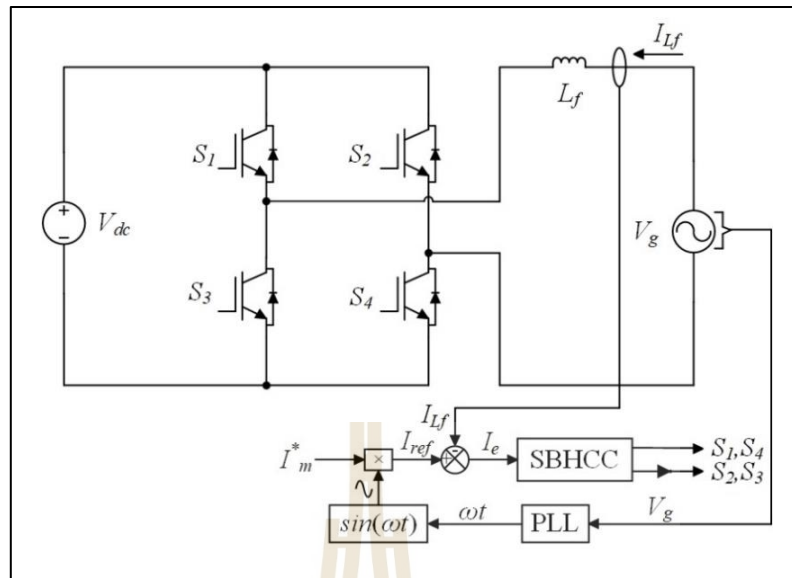 I_Lf
L_f
S_1
S_2
+
−
V_dc
V_g
S_3
S_4
I_Lf
I*_m
×
I_ref
+
-
I_e
SBHCC
S_1,S_4
S_2,S_3
sin(ωt)
ωt
PLL
V_g